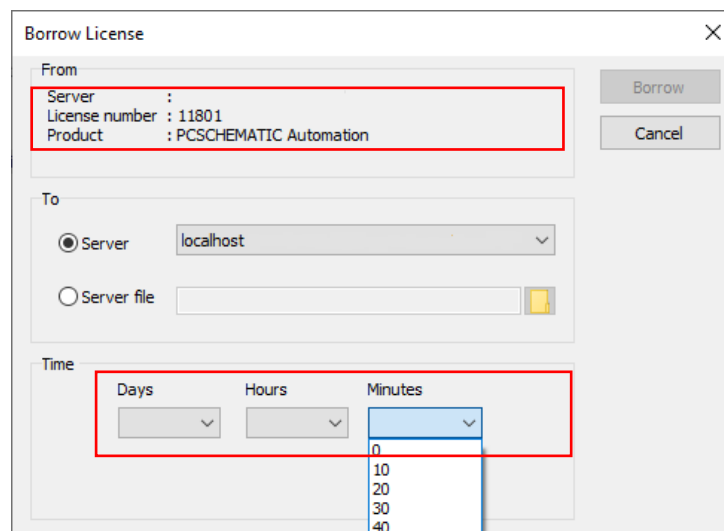 Borrow License
From
Server :
License number : 11801
Product : PCSCHEMATIC Automation
Borrow
Cancel
To
Server
localhost
Server file
Time
Days
Hours
Minutes
0
10
20
30
40